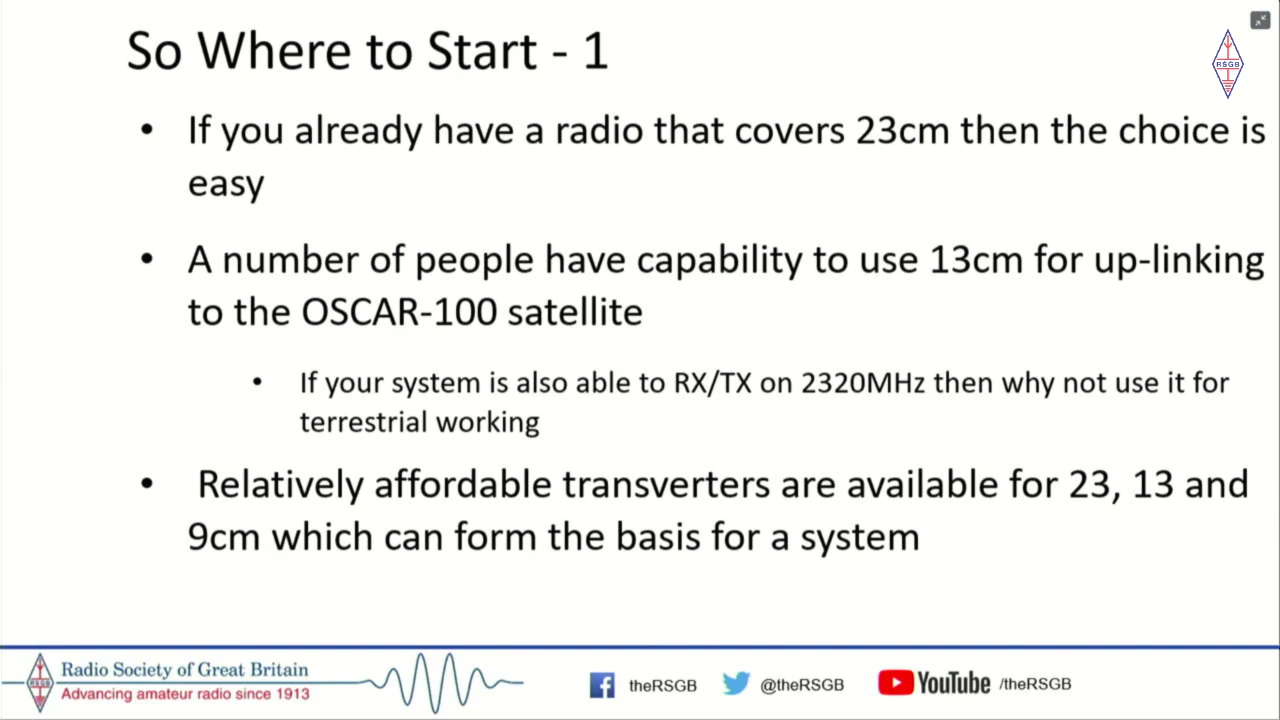 So Where to Start - 1
RSGB
• If you already have a radio that covers 23cm then the choice is
easy
• A number of people have capability to use 13cm for up-linking
to the OSCAR-100 satellite
• If your system is also able to RX/TX on 2320MHz then why not use it for
terrestrial working
• Relatively affordable transverters are available for 23, 13 and
9cm which can form the basis for a system
RSGB
Radio Society of Great Britain
Advancing amateur radio since 1913
theRSGB
@theRSGB
YouTube /theRSGB